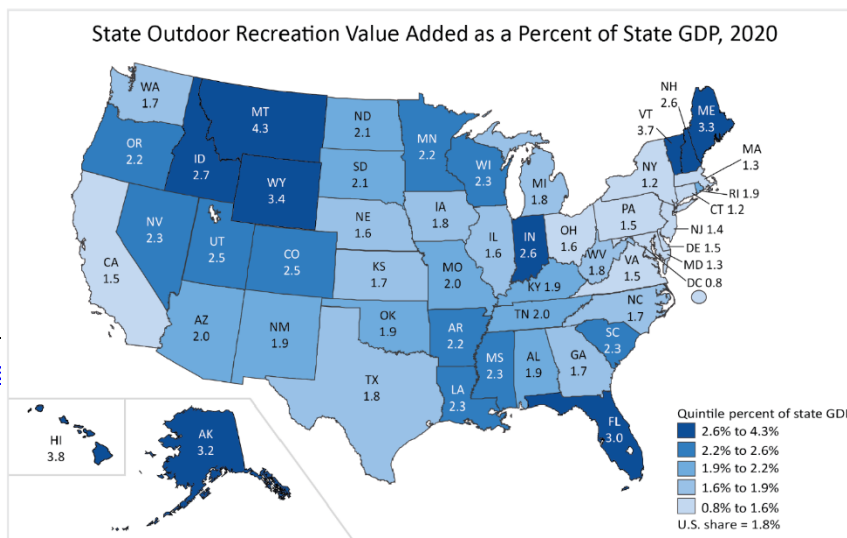 State Outdoor Recreation Value Added as a Percent of State GDP, 2020
WA
1.7
OR
2.2
CA
1.5
NV
2.3
ID
2.7
MT
4.3
WY
3.4
UT
2.5
CO
2.5
AZ
2.0
NM
1.9
ND
2.1
SD
2.1
NE
1.6
KS
1.7
OK
1.9
TX
1.8
MN
2.2
IA
1.8
MO
2.0
AR
2.2
LA
2.3
WI
2.3
IL
1.6
MI
1.8
IN
2.6
OH
1.6
KY 1.9
TN 2.0
MS
2.3
AL
1.9
GA
1.7
FL
3.0
SC
2.3
NC
1.7
VA
1.5
WV
1.8
PA
1.5
NY
1.2
VT
3.7
NH
2.6
ME
3.3
MA
1.3
RI 1.9
CT 1.2
NJ 1.4
DE 1.5
MD 1.3
DC 0.8
HI
3.8
AK
3.2
Quintile percent of state GDP
2.6% to 4.3%
2.2% to 2.6%
1.9% to 2.2%
1.6% to 1.9%
0.8% to 1.6%
U.S. share = 1.8%